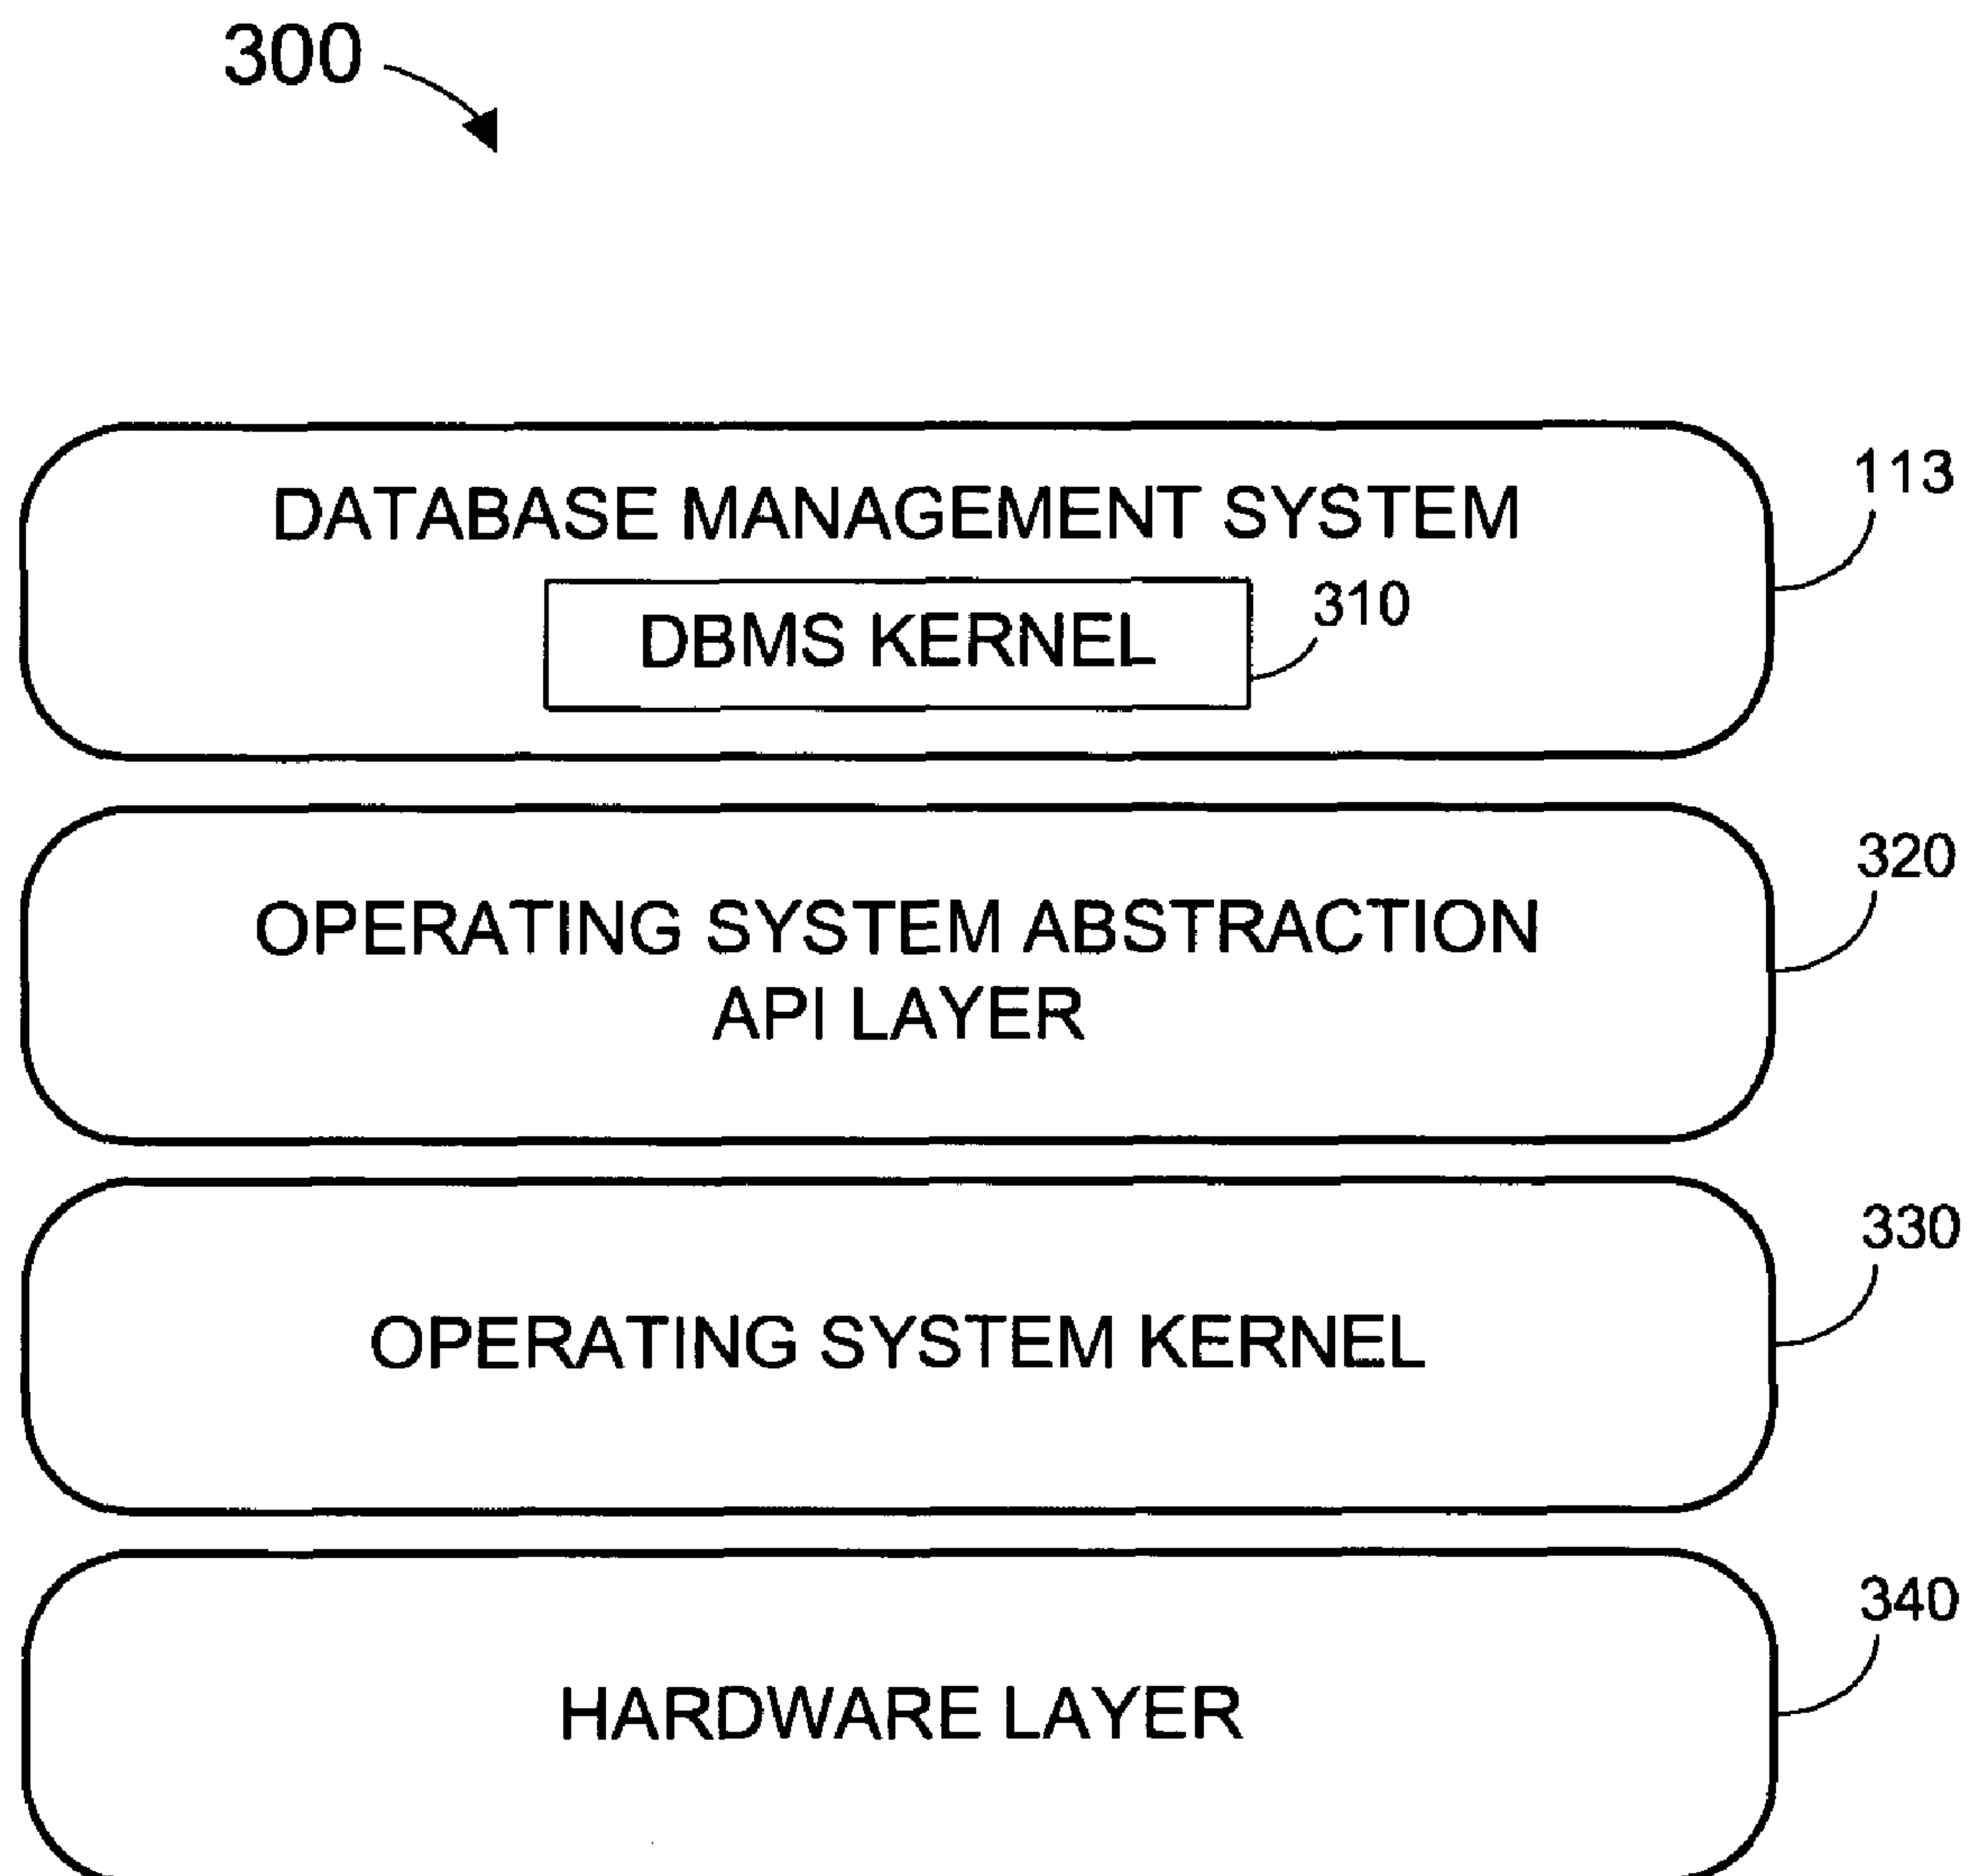 300
113
DATABASE MANAGEMENT SYSTEM
310
DBMS KERNEL
320
OPERATING SYSTEM ABSTRACTION
API LAYER
330
OPERATING SYSTEM KERNEL
340
HARDWARE LAYER